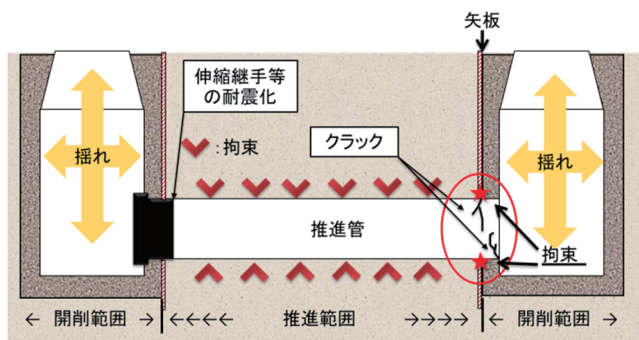 矢板
伸縮継手等
の耐震化
クラック
：拘束
揺れ
揺れ
推進管
拘束
← 開削範囲 →
←←←← 推進範囲 →→→→
← 開削範囲 →